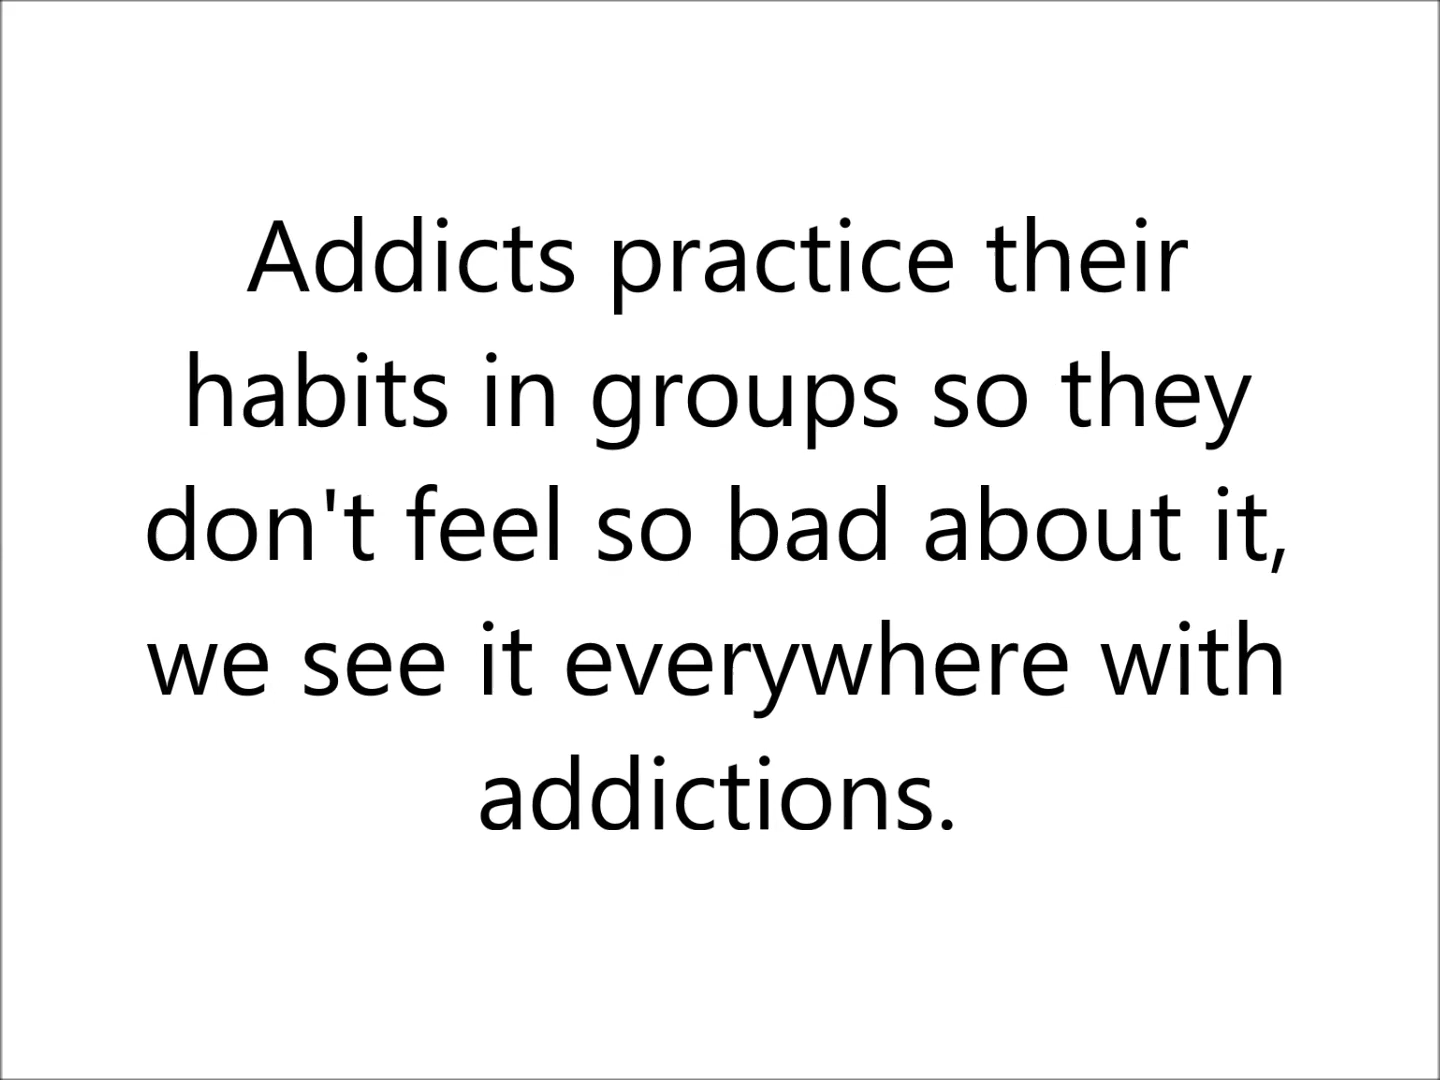 Addicts practice their
habits in groups so they
don't feel so bad about it,
we see it everywhere with
addictions.